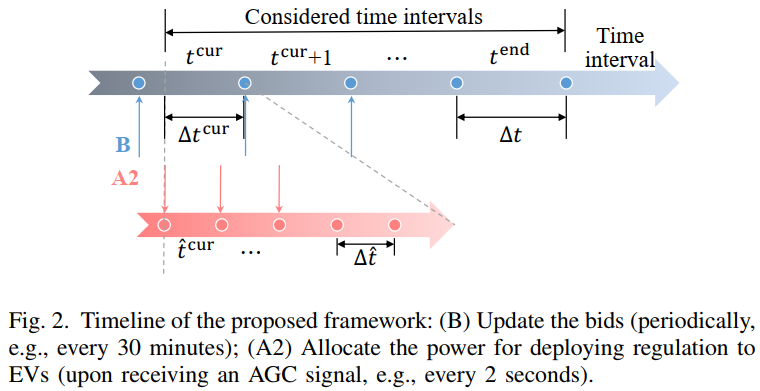 Considered time intervals
Time
interval
t^cur
t^cur+1
...
t^end
Δt^cur
Δt
B
A2
t̂^cur
...
Δt̂
Fig. 2. Timeline of the proposed framework: (B) Update the bids (periodically,
e.g., every 30 minutes); (A2) Allocate the power for deploying regulation to
EVs (upon receiving an AGC signal, e.g., every 2 seconds).